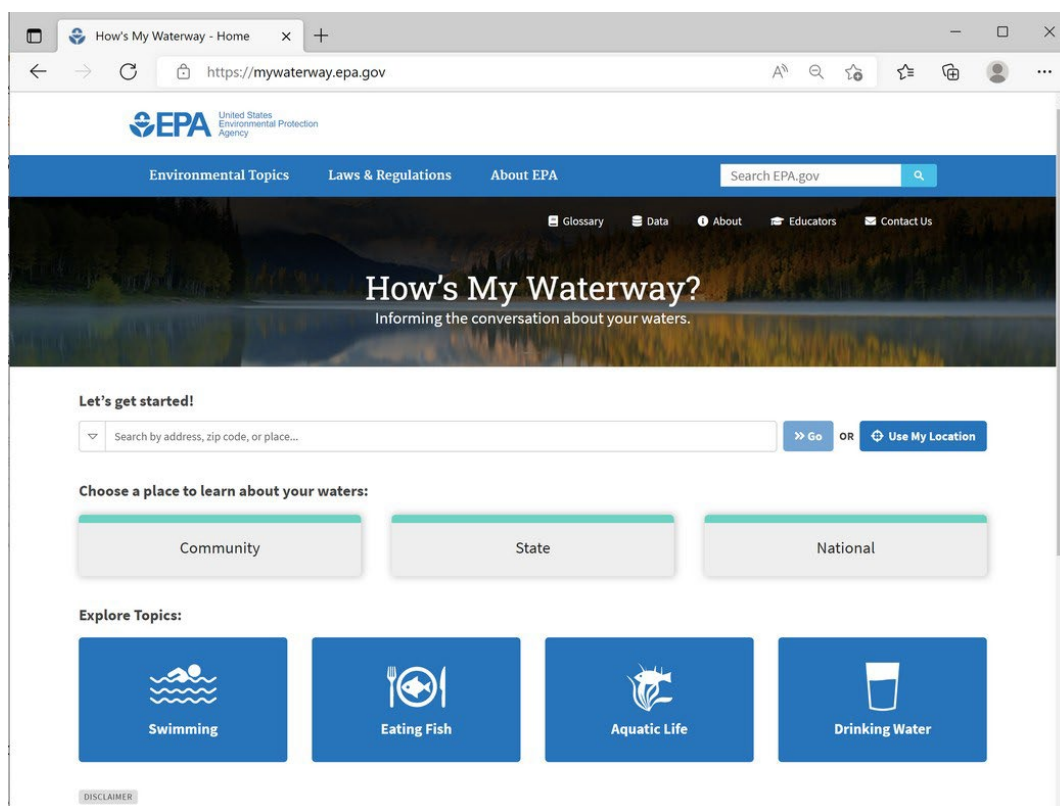 How's My Waterway - Home
https://mywaterway.epa.gov
EPA
United States
Environmental Protection
Agency
Environmental Topics Laws & Regulations About EPA Search EPA.gov
Glossary Data About Educators Contact Us
How's My Waterway?
Informing the conversation about your waters.
Let's get started!
Search by address, zip code, or place... Go OR Use My Location
Choose a place to learn about your waters:
Community State National
Explore Topics:
Swimming Eating Fish Aquatic Life Drinking Water
DISCLAIMER